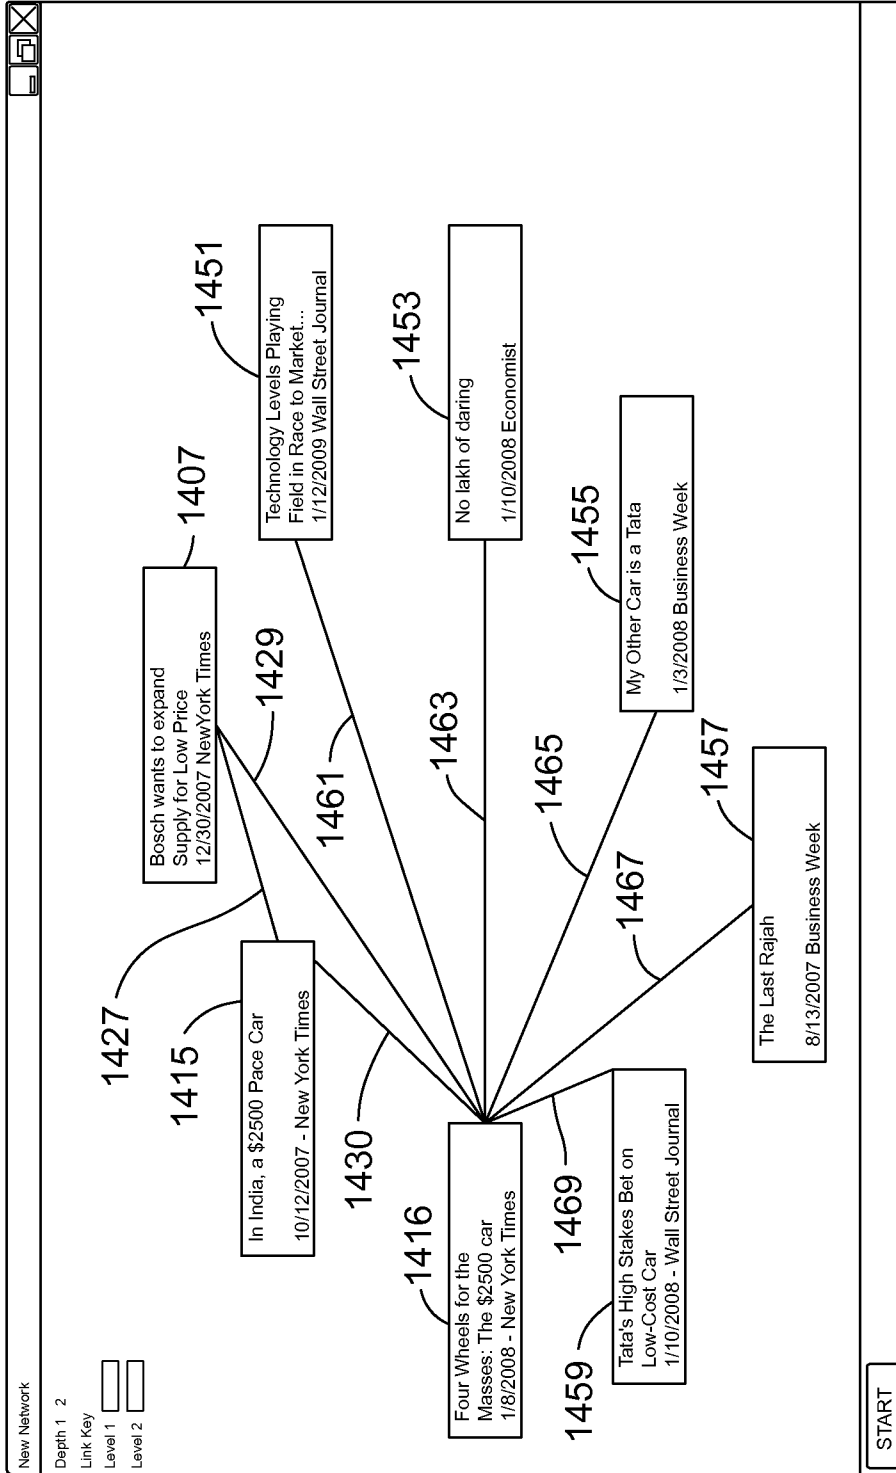 New Network
Depth 1 2
Link Key
Level 1
Level 2
1427
1407
1415
Bosch wants to expand
Supply for Low Price
12/30/2007 NewYork Times
1451
In India, a $2500 Pace Car
10/12/2007 - New York Times
1429
Technology Levels Playing
Field in Race to Market...
1/12/2009 Wall Street Journal
1430
1461
1416
1453
Four Wheels for the
Masses: The $2500 car
1/8/2008 - New York Times
1463
No lakh of daring
1/10/2008 Economist
1469
1465
1455
1459
Tata's High Stakes Bet on
Low-Cost Car
1/10/2008 - Wall Street Journal
1467
My Other Car is a Tata
1/3/2008 Business Week
1457
The Last Rajah
8/13/2007 Business Week
START